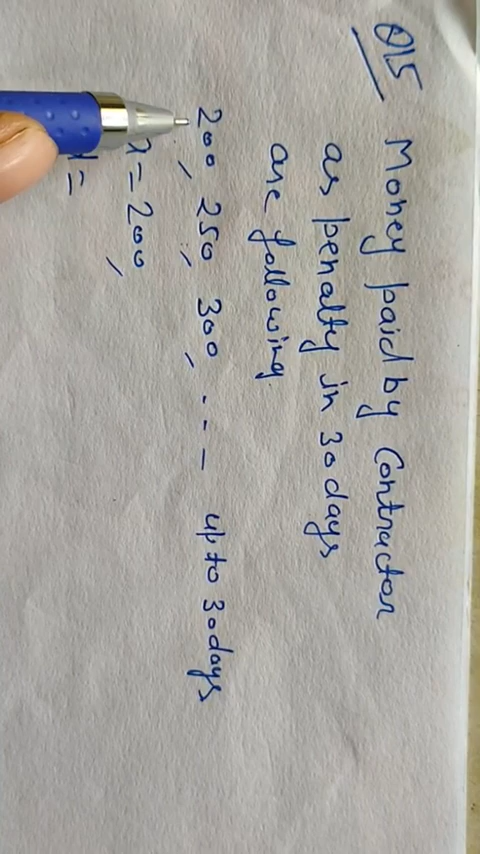 Q15 Money paid by Contractor
as penalty in 30 days
are following.
200, 250, 300, - - - up to 30 days
= 200,
=